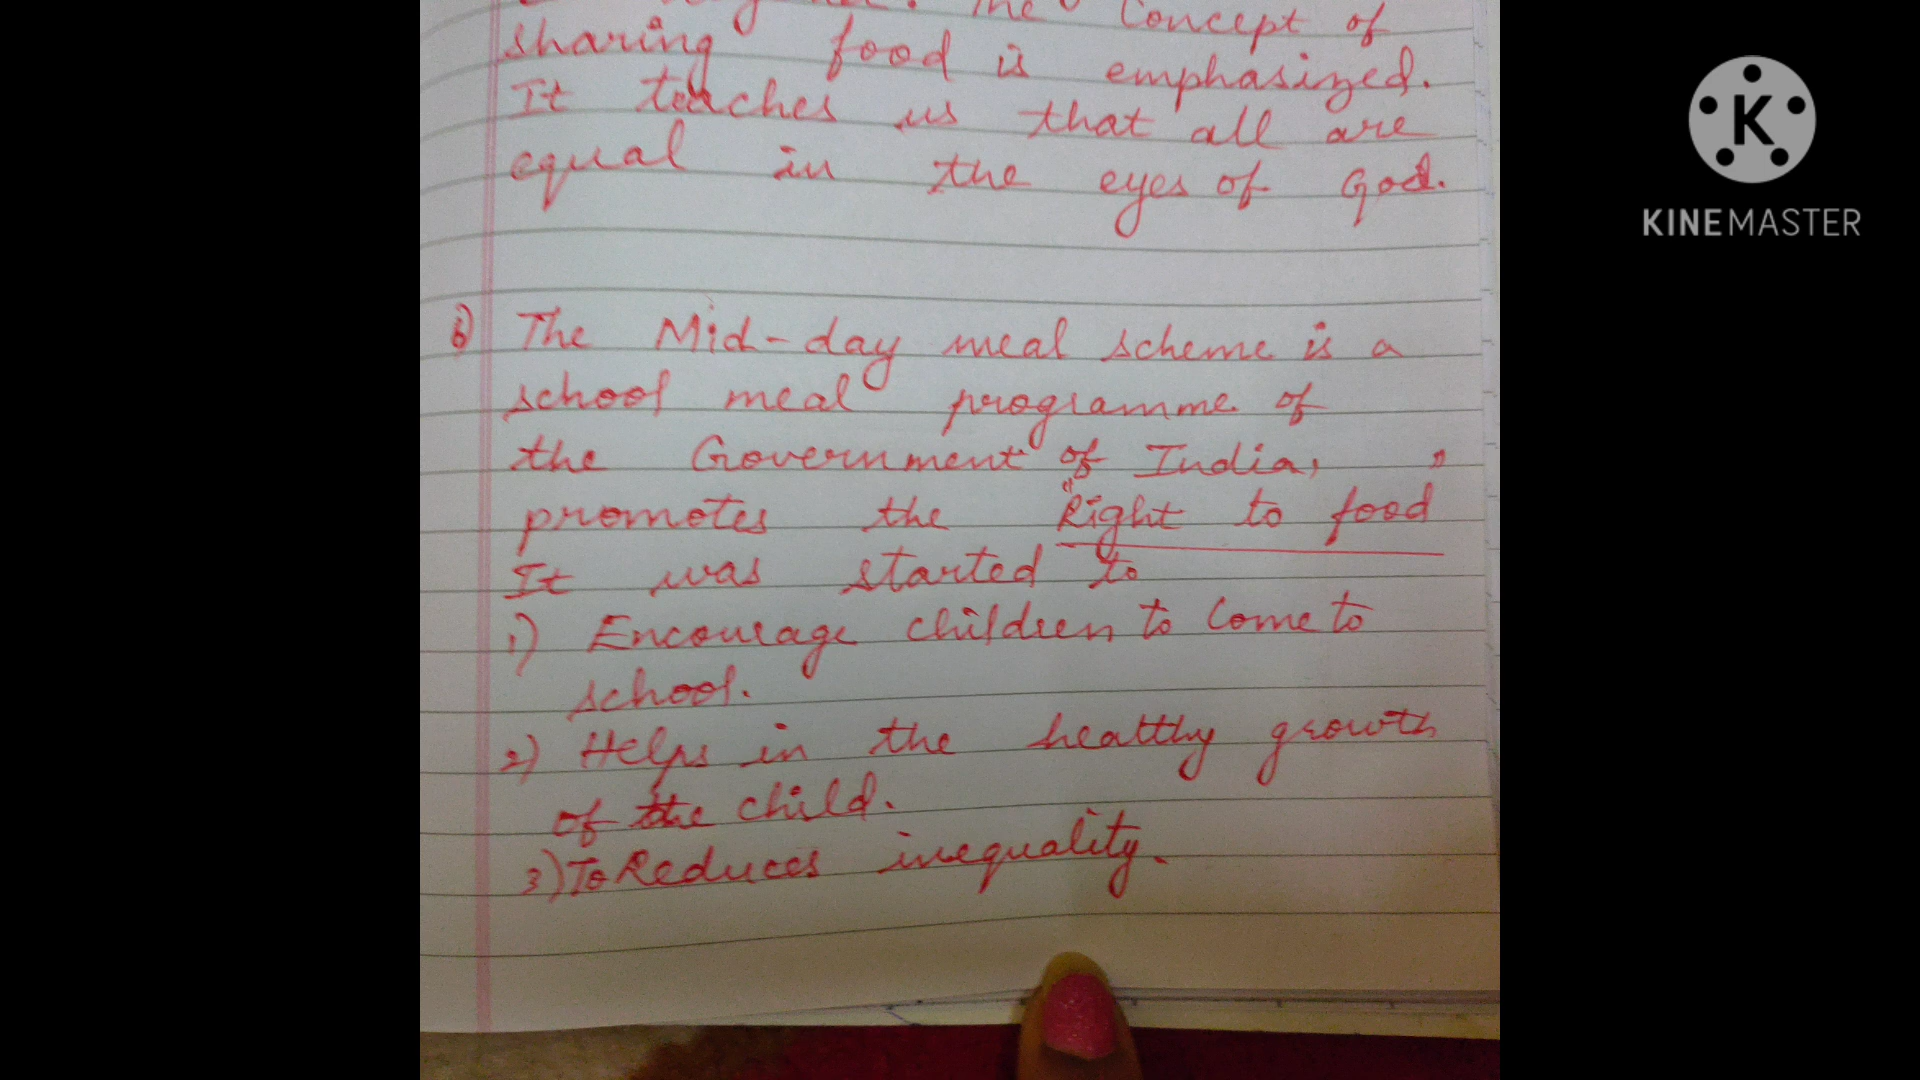 The Concept of
sharing food is emphasized.
It teaches us that all are
equal in the eyes of God.
6) The Mid-day meal scheme is a
school meal programme of
the Government of India,
promotes the "Right to food"
It was started to
1) Encourage children to come to
school.
2) Helps in the healthy growth
of the child.
3) To Reduces inequality.
K
KINEMASTER